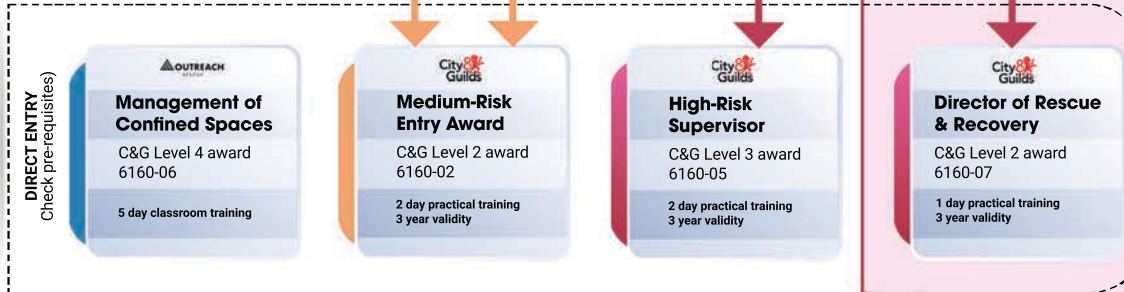 DIRECT ENTRY
Check pre-requisites)
OUTREACH
Management of
Confined Spaces
C&G Level 4 award
6160-06
5 day classroom training
City&
Guilds
Medium-Risk
Entry Award
C&G Level 2 award
6160-02
2 day practical training
3 year validity
City&
Guilds
High-Risk
Supervisor
C&G Level 3 award
6160-05
2 day practical training
3 year validity
City&
Guilds
Director of Rescue
& Recovery
C&G Level 2 award
6160-07
1 day practical training
3 year validity